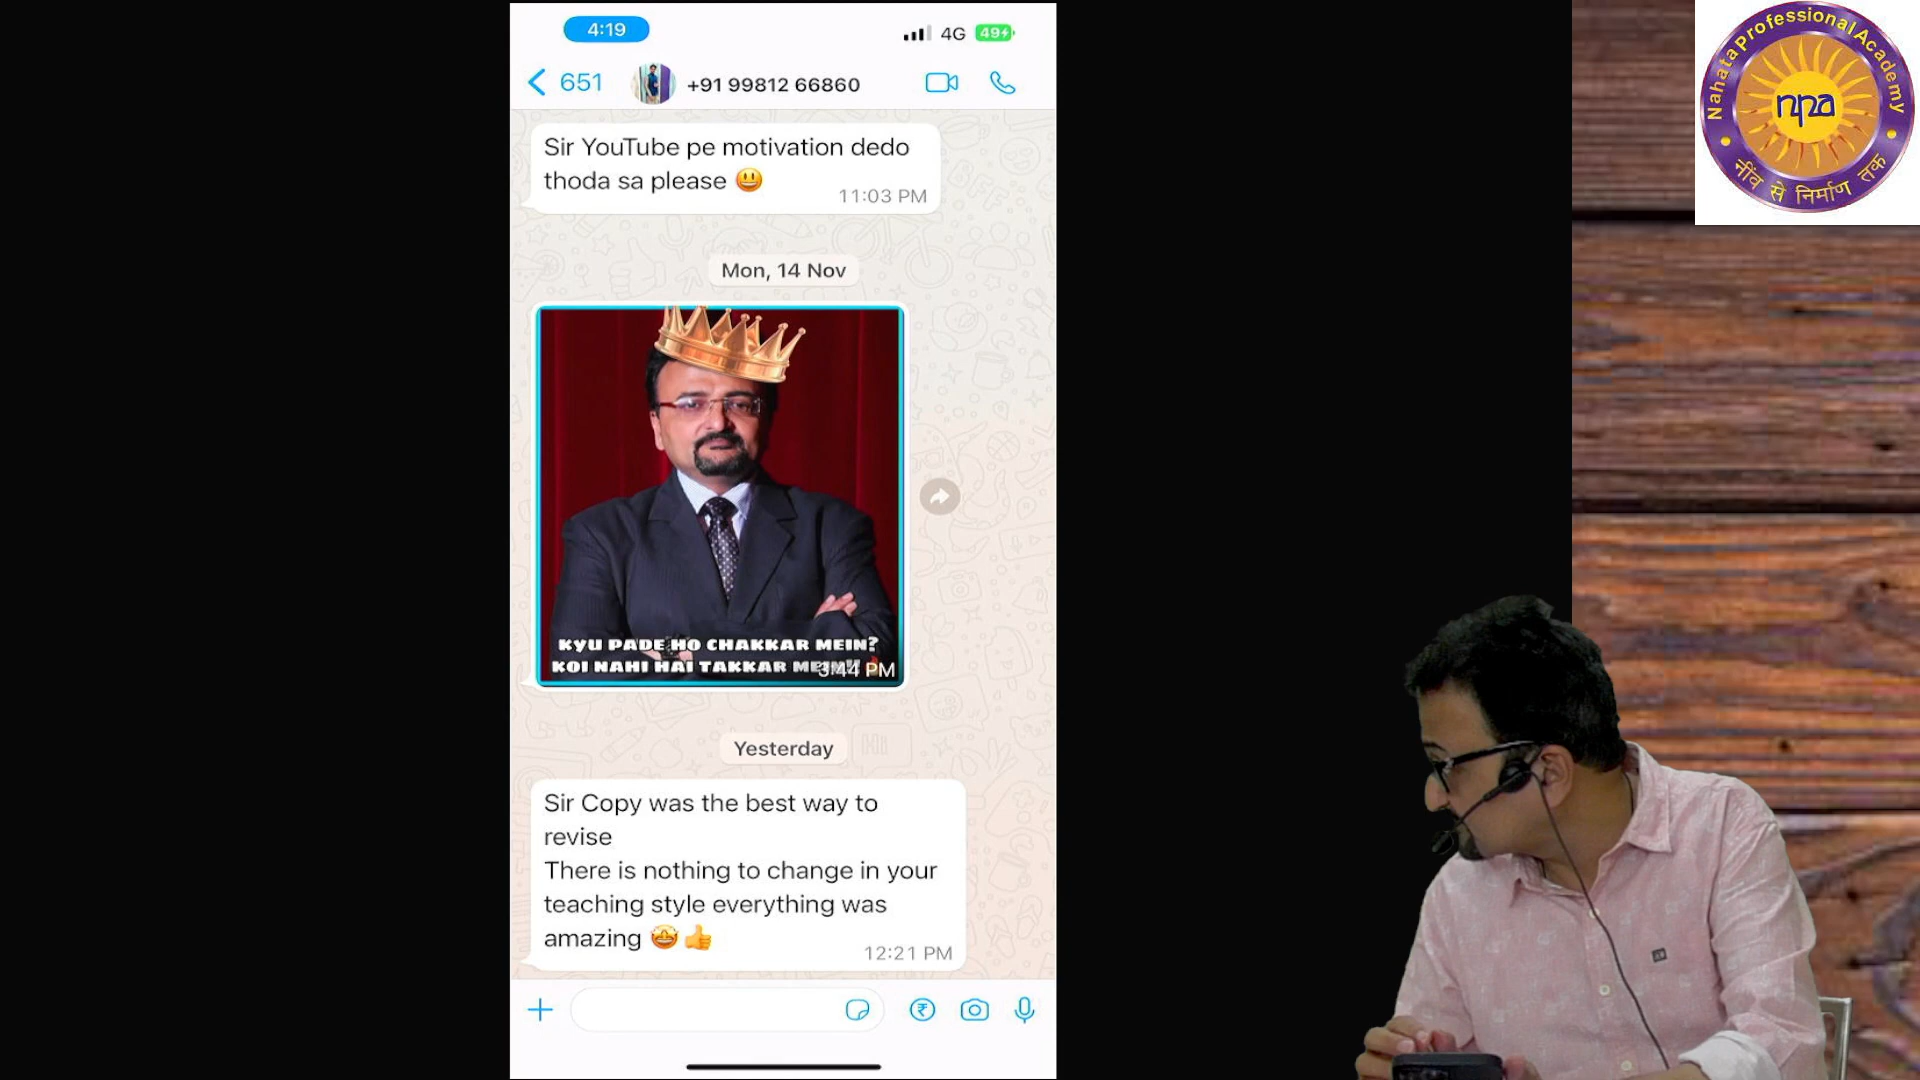 4:19
4G
49
651
+91 99812 66860
Sir YouTube pe motivation dedo
thoda sa please 😃
11:03 PM
Mon, 14 Nov
KYU PADE HO CHAKKAR MEIN?
KOI NAHI HAI TAKKAR
3:44 PM
Yesterday
Sir Copy was the best way to
revise
There is nothing to change in your
teaching style everything was
amazing 🤩👍
12:21 PM
Nahata Professional Academy
npa
नींव से निर्माण तक